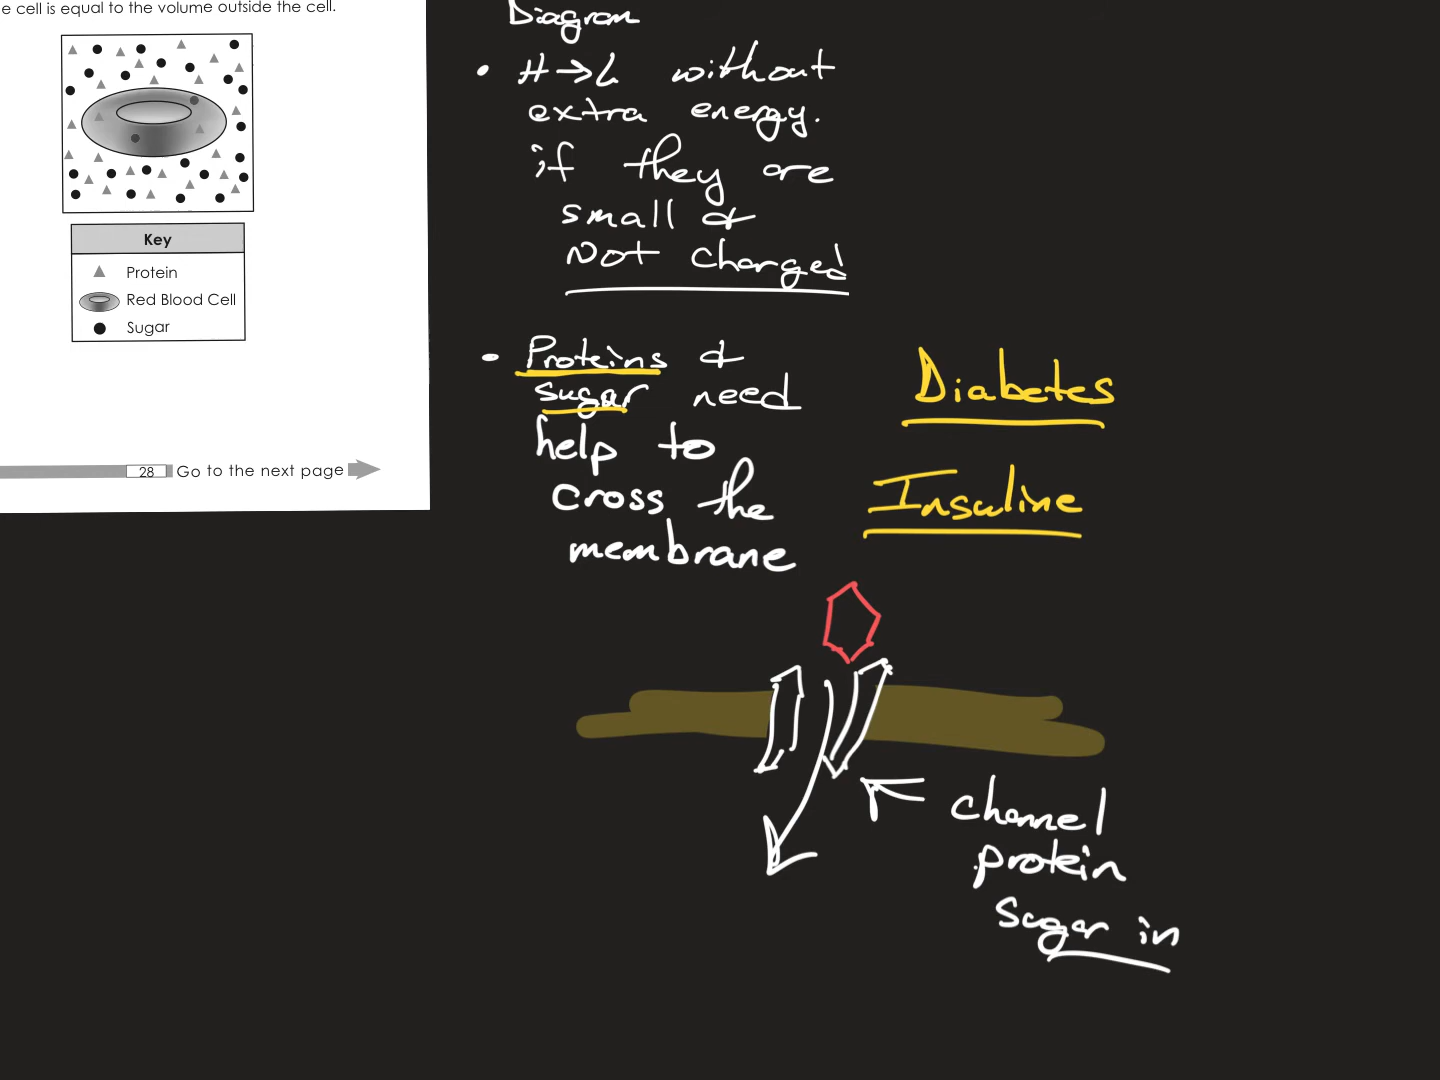 e cell is equal to the volume outside the cell.
Key
Protein
Red Blood Cell
Sugar
28 Go to the next page
Diagram
• H→L without
extra energy.
if they are
small &
Not charged
• Proteins &
sugar need
help to
cross the
membrane
Diabetes
Insuline
channel
protein
Sugar in